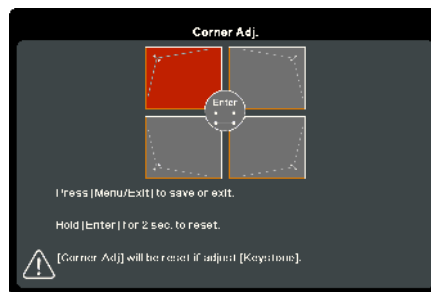 Corner Adj.
Enter
Press [Menu/Exit] to save or exit.
Hold [Enter] for 2 sec. to reset.
[Corner Adj] will be reset if adjust [Keystone].